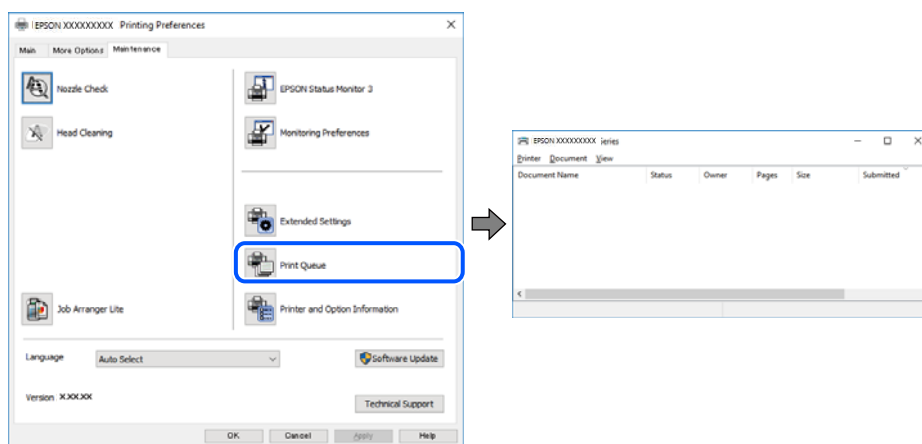 EPSON XXXXXXXXX Printing Preferences
Main More Options Maintenance
Nozzle Check
EPSON Status Monitor 3
Head Cleaning
Monitoring Preferences
Extended Settings
Print Queue
Job Arranger Lite
Printer and Option Information
Language
Auto Select
Software Update
Version X.XX.XX
Technical Support
OK Cancel Apply Help
EPSON XXXXXXXXX ieries
Printer Document View
Document Name Status Owner Pages Size Submitted